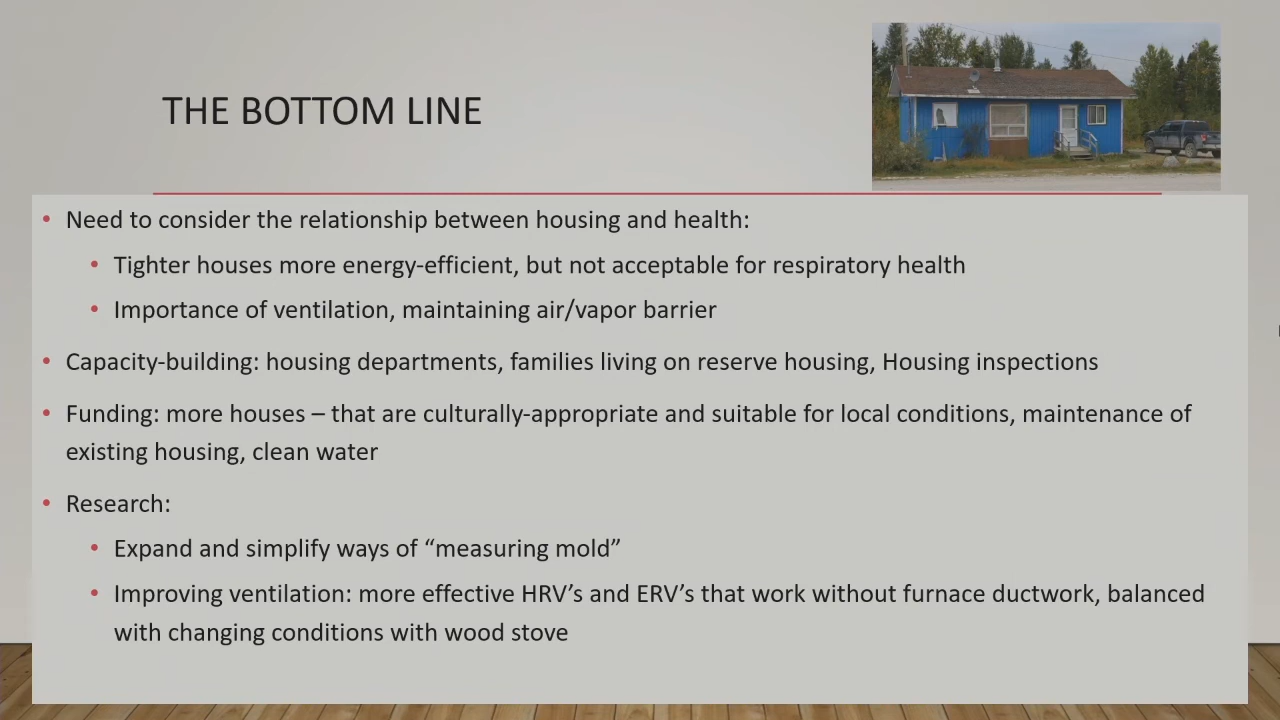 THE BOTTOM LINE
• Need to consider the relationship between housing and health:
• Tighter houses more energy-efficient, but not acceptable for respiratory health
• Importance of ventilation, maintaining air/vapor barrier
• Capacity-building: housing departments, families living on reserve housing, Housing inspections
• Funding: more houses – that are culturally-appropriate and suitable for local conditions, maintenance of
existing housing, clean water
• Research:
• Expand and simplify ways of “measuring mold”
• Improving ventilation: more effective HRV’s and ERV’s that work without furnace ductwork, balanced
with changing conditions with wood stove